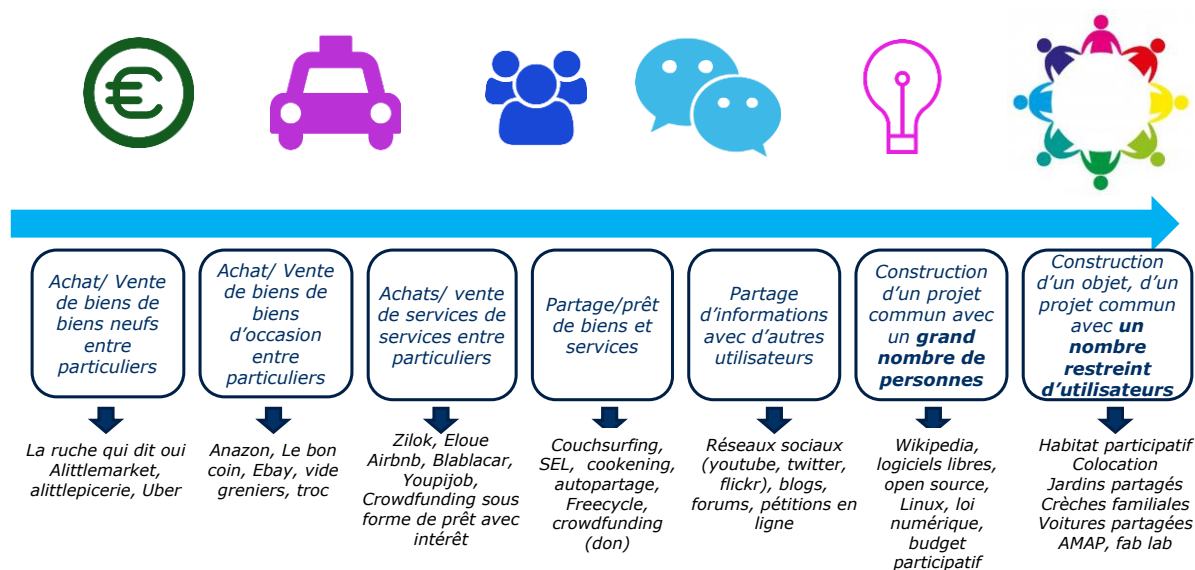 €
Achat/ Vente
de biens de
biens neufs
entre
particuliers
Achat/ Vente
de biens de
biens
d’occasion
entre
particuliers
Achats/ vente
de services de
services entre
particuliers
Partage/prêt
de biens et
services
Partage
d’informations
avec d’autres
utilisateurs
Construction
d’un projet
commun avec
un grand
nombre de
personnes
Construction
d’un objet, d’un
projet commun
avec un
nombre
restreint
d’utilisateurs
La ruche qui dit oui
Alittlemarket,
alittlepicerie, Uber
Anazon, Le bon
coin, Ebay, vide
greniers, troc
Zilok, Eloue
Airbnb, Blablacar,
Youpijob,
Crowdfunding sous
forme de prêt avec
intérêt
Couchsurfing,
SEL, cookening,
autopartage,
Freecycle,
crowdfunding
(don)
Réseaux sociaux
(youtube, twitter,
flickr), blogs,
forums, pétitions en
ligne
Wikipedia,
logiciels libres,
open source,
Linux, loi
numérique,
budget
participatif
Habitat participatif
Colocation
Jardins partagés
Crèches familiales
Voitures partagées
AMAP, fab lab